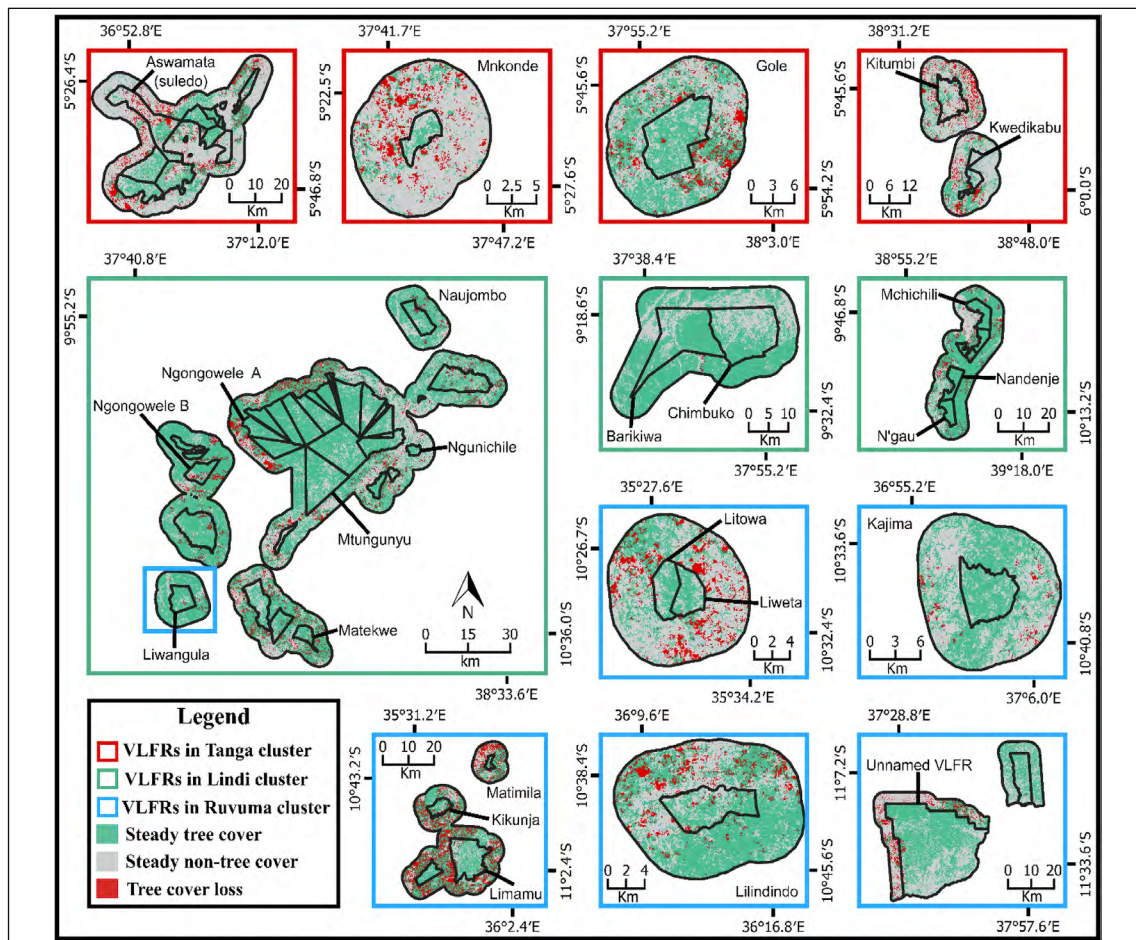 36°52.8'E
37°41.7'E
37°55.2'E
38°31.2'E
5°26.4'S
Aswamata
(suledo)
0 10 20
Km
5°46.8'S
37°12.0'E
5°22.5'S
Mnkonde
0 2.5 5
Km
5°27.6'S
37°47.2'E
5°45.6'S
Gole
0 3 6
Km
5°54.2'S
38°3.0'E
5°45.6'S
Kitumbi
Kwedikabu
0 6 12
Km
6°0.0'S
38°48.0'E
37°40.8'E
9°55.2'S
Naujombo
Ngongowele A
Ngongowele B
Ngunichile
Mtungunyu
Liwangula
Matekwe
N
0 15 30
km
10°36.0'S
38°33.6'E
37°38.4'E
9°18.6'S
Barikiwa
Chimbuko
0 5 10
Km
9°32.4'S
37°55.2'E
38°55.2'E
9°46.8'S
Mchichili
Nandenje
N'gau
0 10 20
Km
10°13.2'S
39°18.0'E
35°27.6'E
10°26.7'S
Litowa
Liweta
0 2 4
Km
10°32.4'S
35°34.2'E
36°55.2'E
10°33.6'S
Kajima
0 3 6
Km
10°40.8'S
37°6.0'E
Legend
VLFRs in Tanga cluster
VLFRs in Lindi cluster
VLFRs in Ruvuma cluster
Steady tree cover
Steady non-tree cover
Tree cover loss
35°31.2'E
10°43.2'S
0 10 20
Km
Matimila
Kikunja
Limamu
11°2.4'S
36°2.4'E
36°9.6'E
10°38.4'S
0 2 4
Km
Lilindindo
10°45.6'S
36°16.8'E
37°28.8'E
11°7.2'S
Unnamed VLFR
0 10 20
Km
11°33.6'S
37°57.6'E